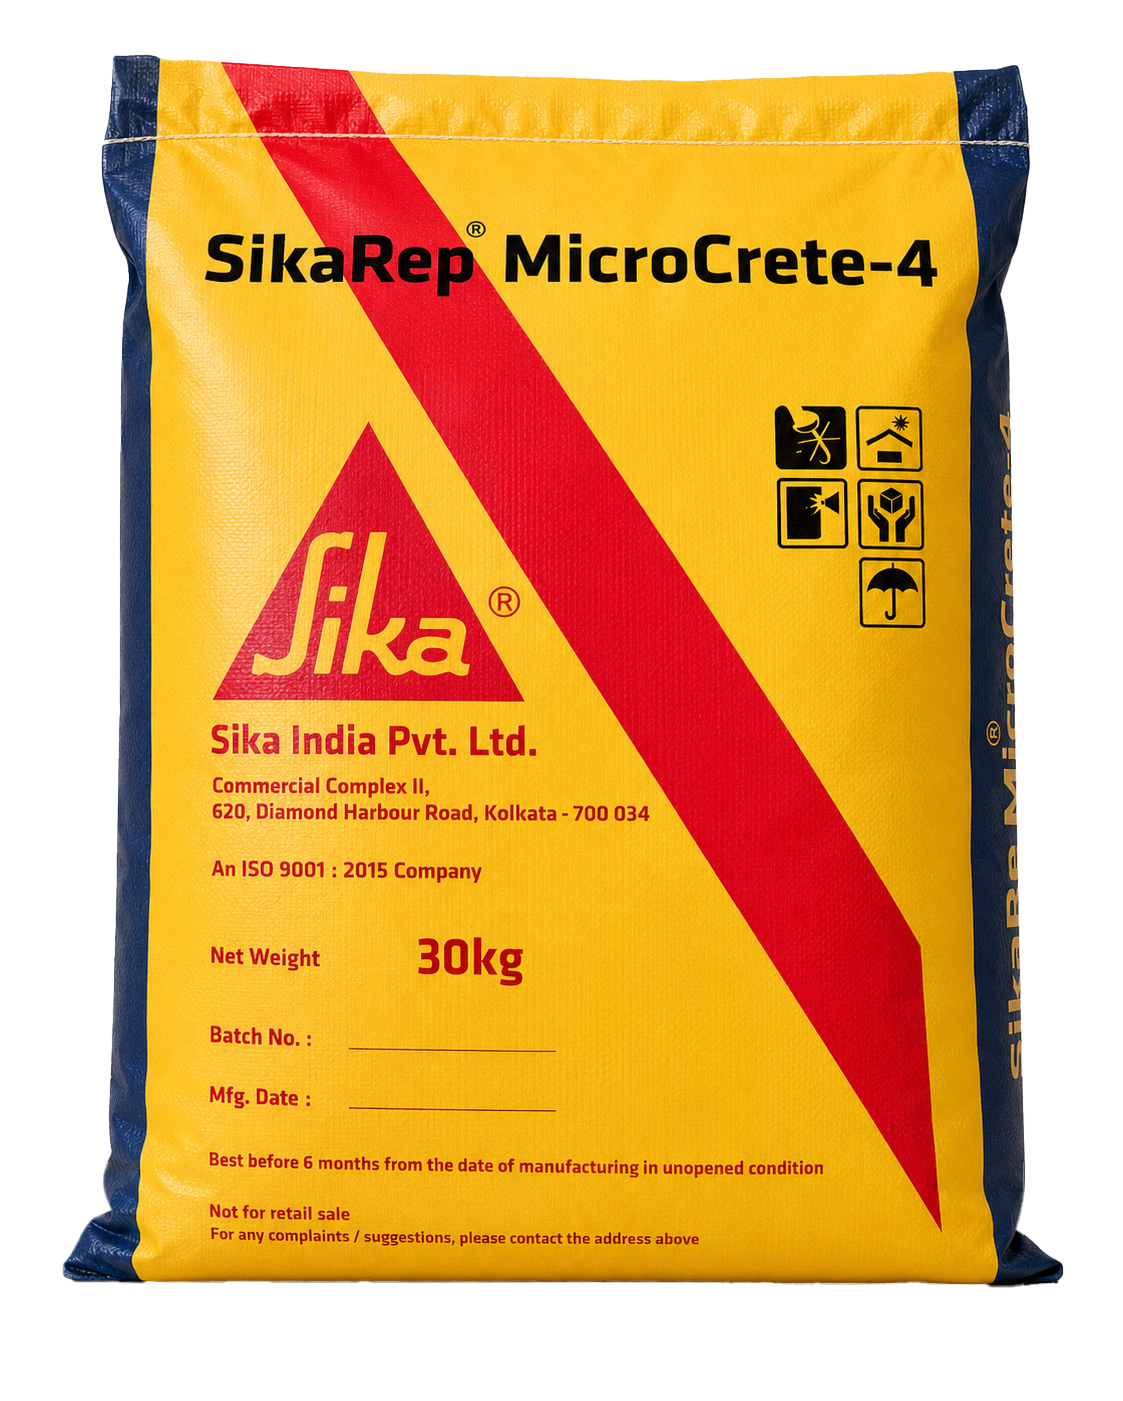 SikaRep® MicroCrete-4
Sika®
Sika India Pvt. Ltd.
Commercial Complex II,
620, Diamond Harbour Road, Kolkata - 700 034
An ISO 9001 : 2015 Company
Net Weight 30kg
Batch No. :
Mfg. Date :
Best before 6 months from the date of manufacturing in unopened condition
Not for retail sale
For any complaints / suggestions, please contact the address above
SikaRe MicroCrete-4
®